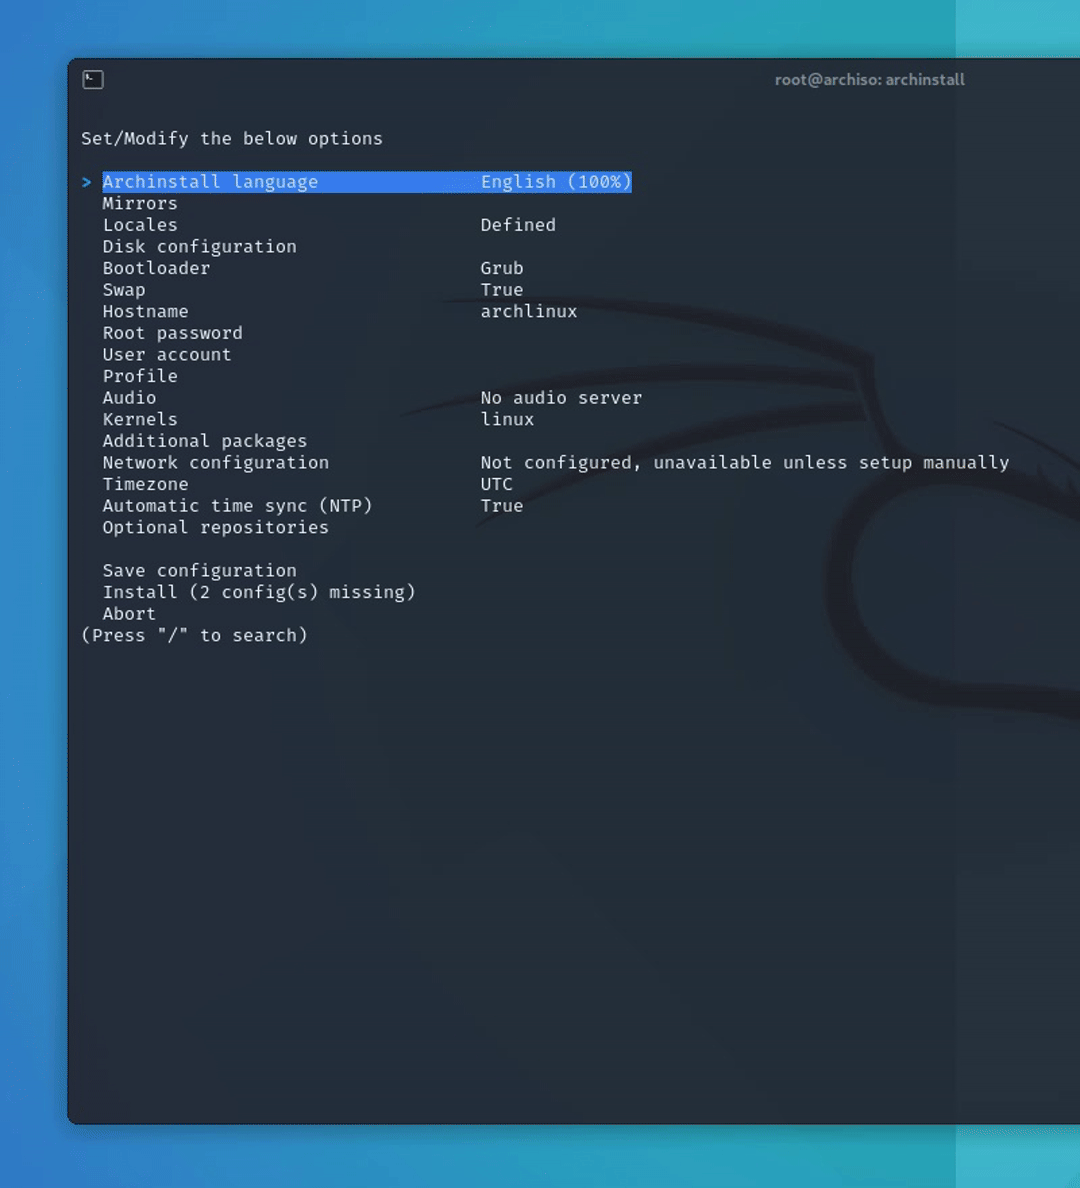 root@archiso: archinstall
Set/Modify the below options
> Archinstall language English (100%)
Mirrors
Locales Defined
Disk configuration
Bootloader Grub
Swap True
Hostname archlinux
Root password
User account
Profile
Audio No audio server
Kernels linux
Additional packages
Network configuration Not configured, unavailable unless setup manually
Timezone UTC
Automatic time sync (NTP) True
Optional repositories
Save configuration
Install (2 config(s) missing)
Abort
(Press "/" to search)